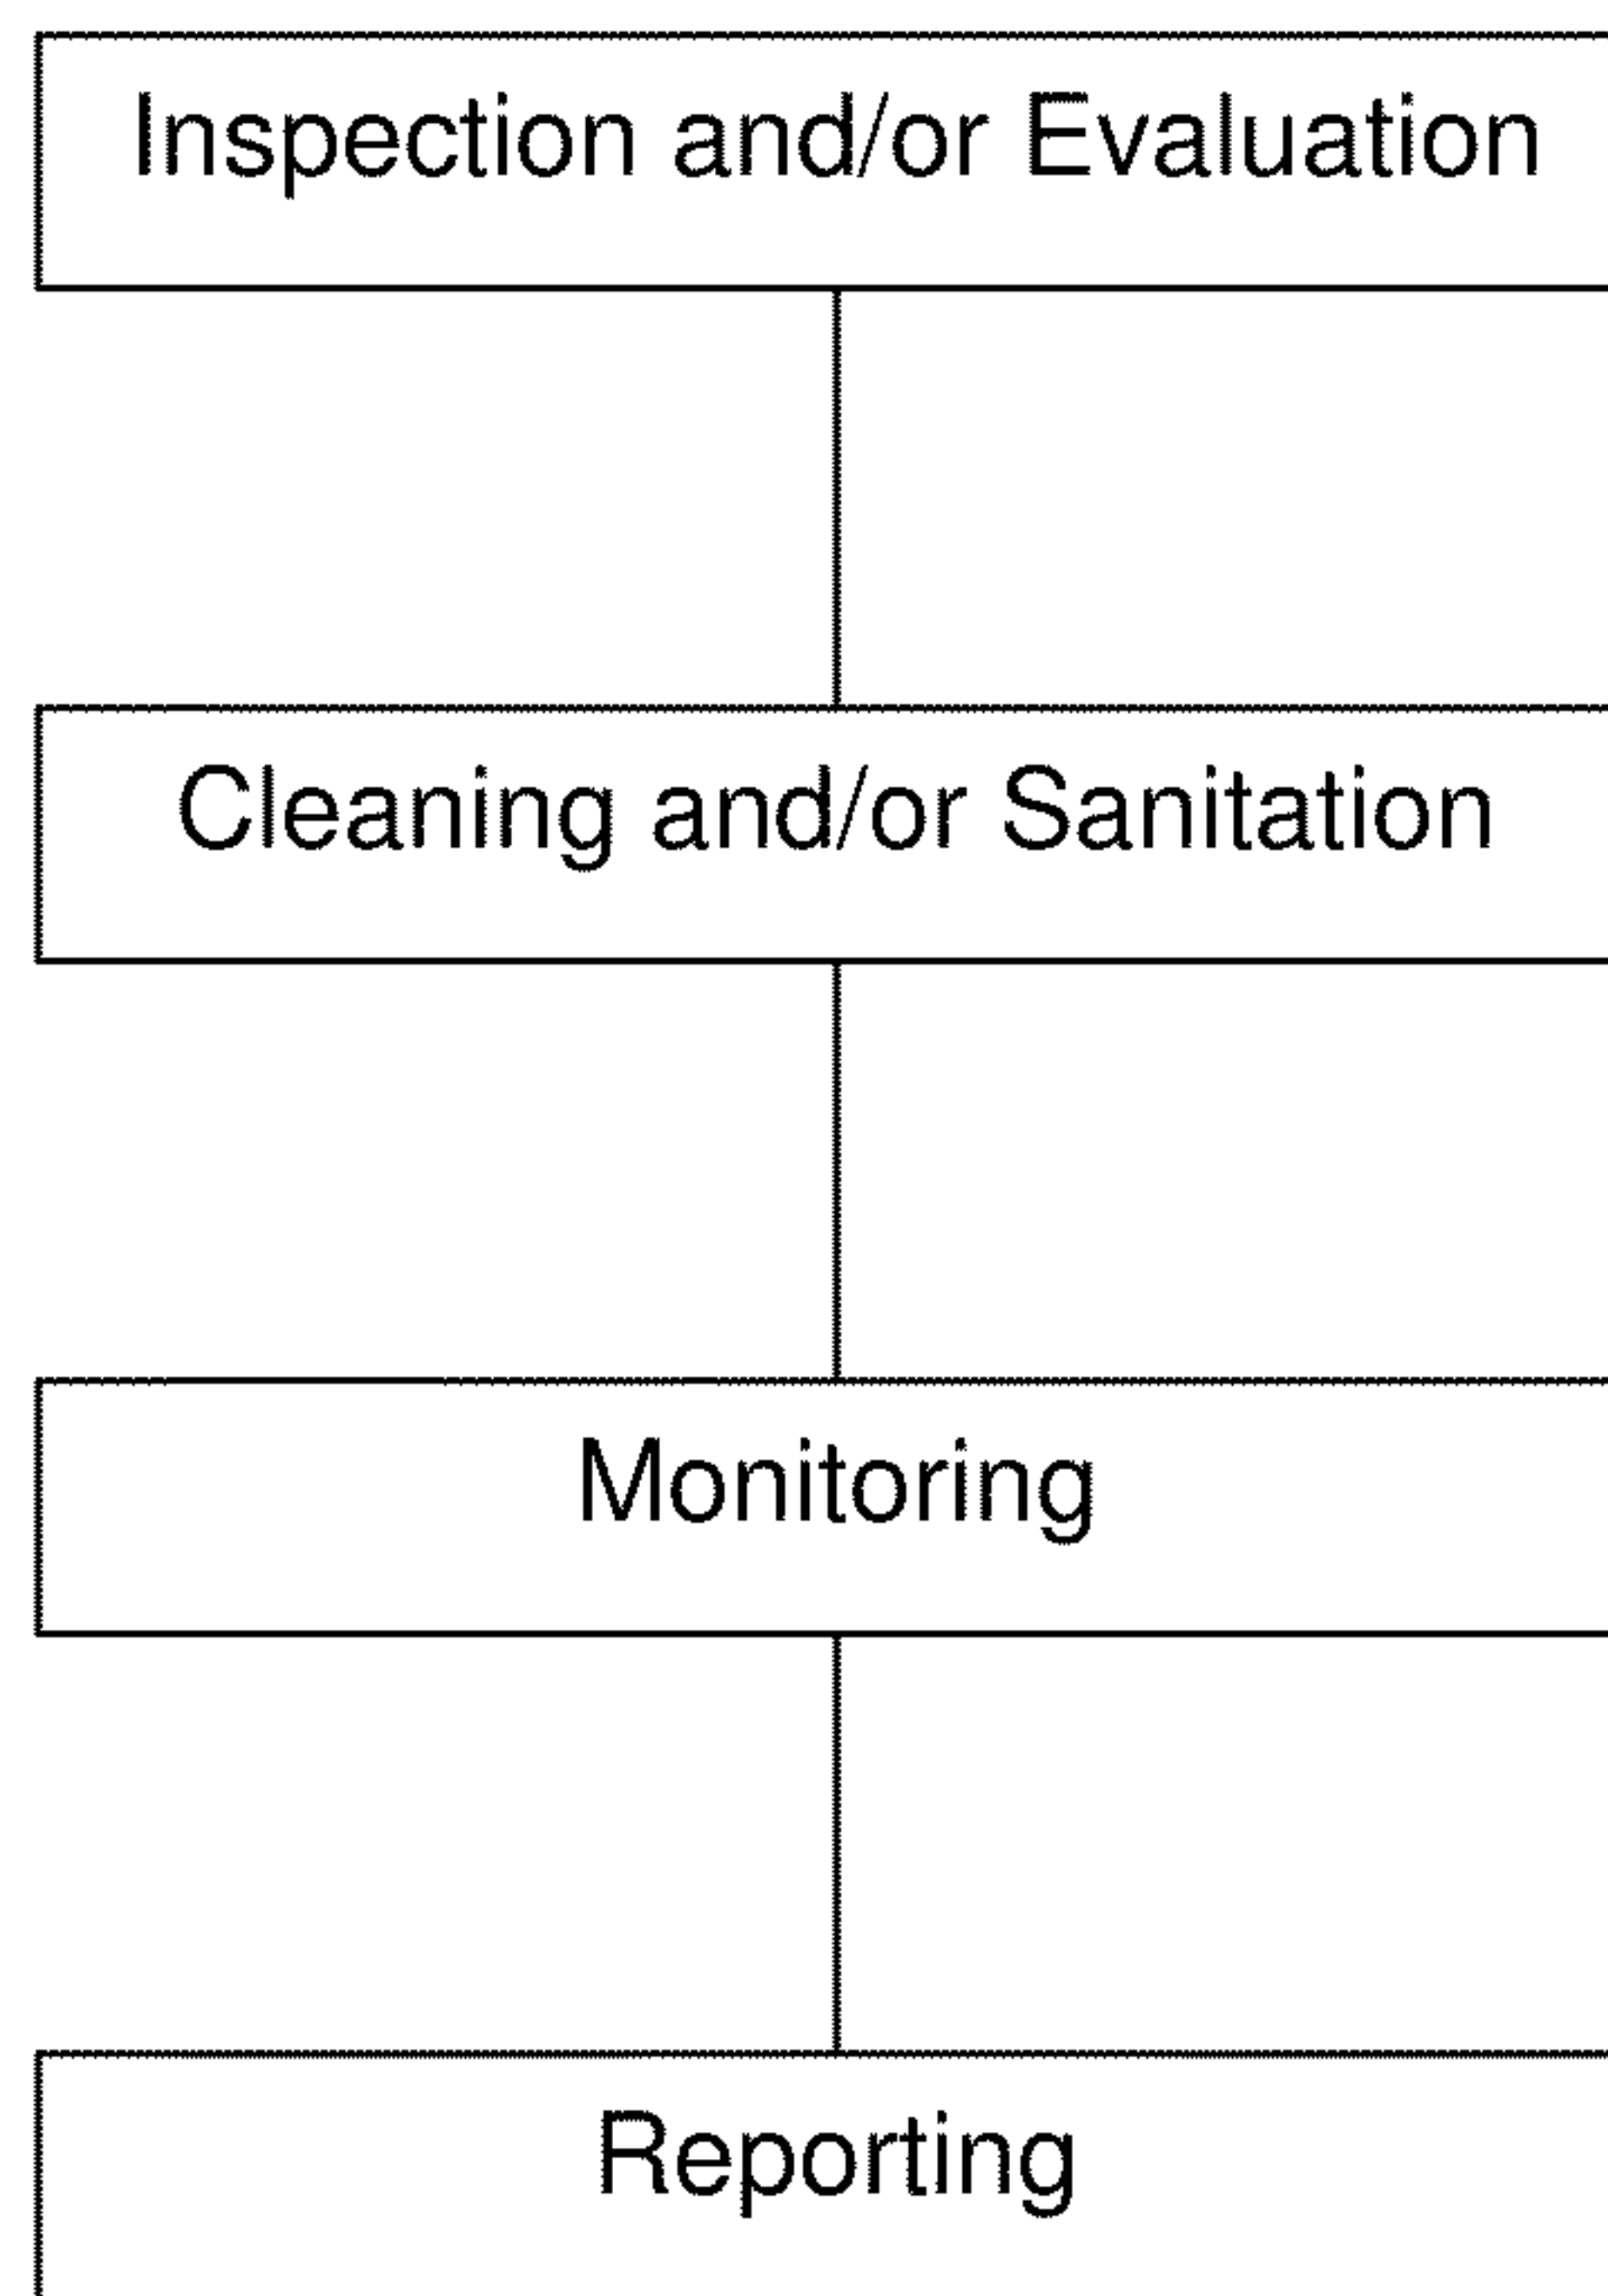 Inspection and/or Evaluation
Cleaning and/or Sanitation
Monitoring
Reporting